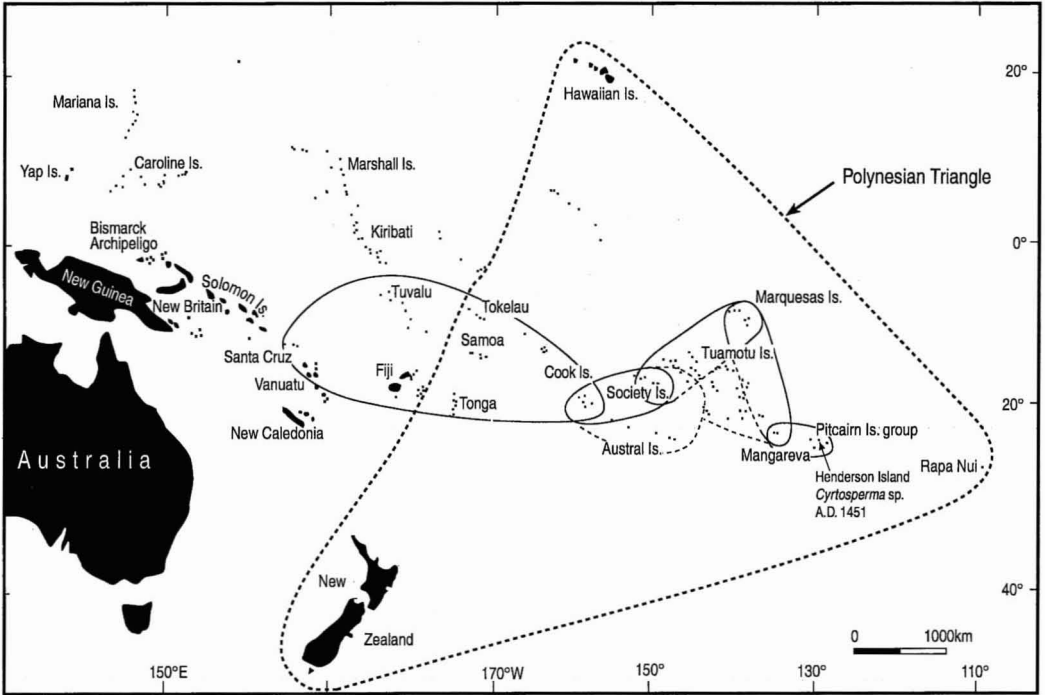 20°
Hawaiian Is.
Mariana Is.
Yap Is.
Caroline Is.
Marshall Is.
Polynesian Triangle
Bismarck
Archipeligo
Kiribati
0°
New Guinea
Solomon Is.
New Britain
Tuvalu
Tokelau
Marquesas Is.
Samoa
Santa Cruz
Tuamotu Is.
Fiji
Cook Is.
Vanuatu
Society Is.
Tonga
20°
New Caledonia
Pitcairn Is. group
Austral Is.
Mangareva
Australia
Rapa Nui
Henderson Island
Cyrtosperma sp.
A.D. 1451
New
40°
Zealand
0 1000km
150°E 170°W 150° 130° 110°